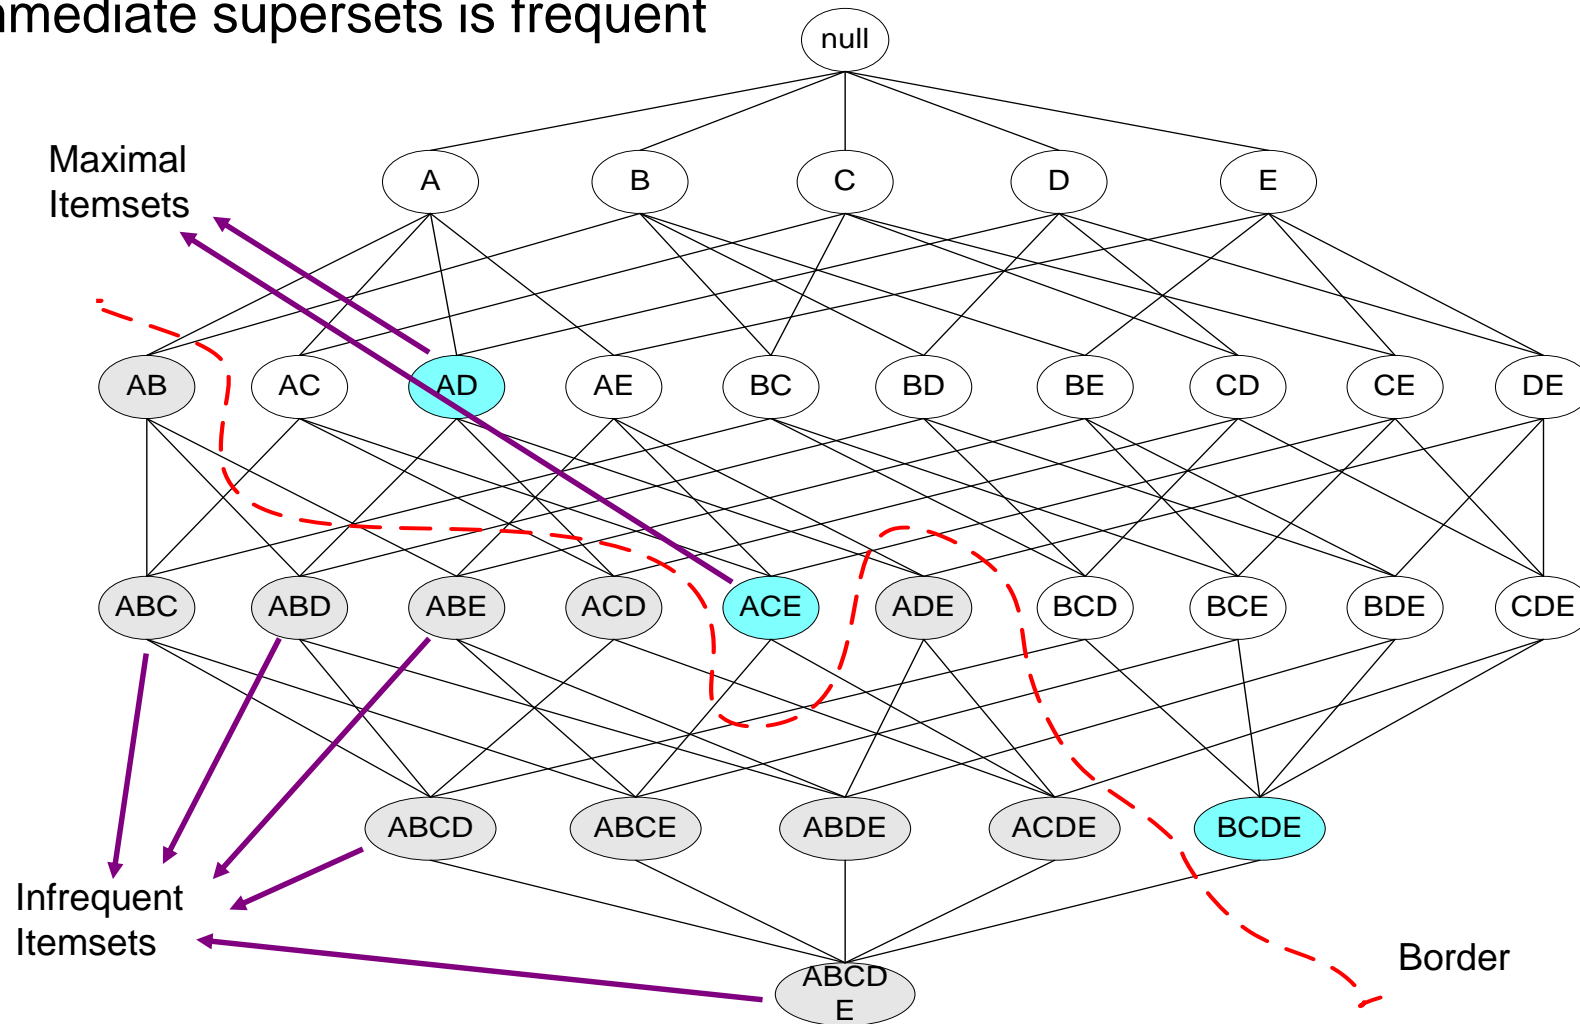 mmediate supersets is frequent
null
Maximal
Itemsets
A B C D E
AB AC AD AE BC BD BE CD CE DE
ABC ABD ABE ACD ACE ADE BCD BCE BDE CDE
ABCD ABCE ABDE ACDE BCDE
Infrequent
Itemsets
Border
ABCD
E